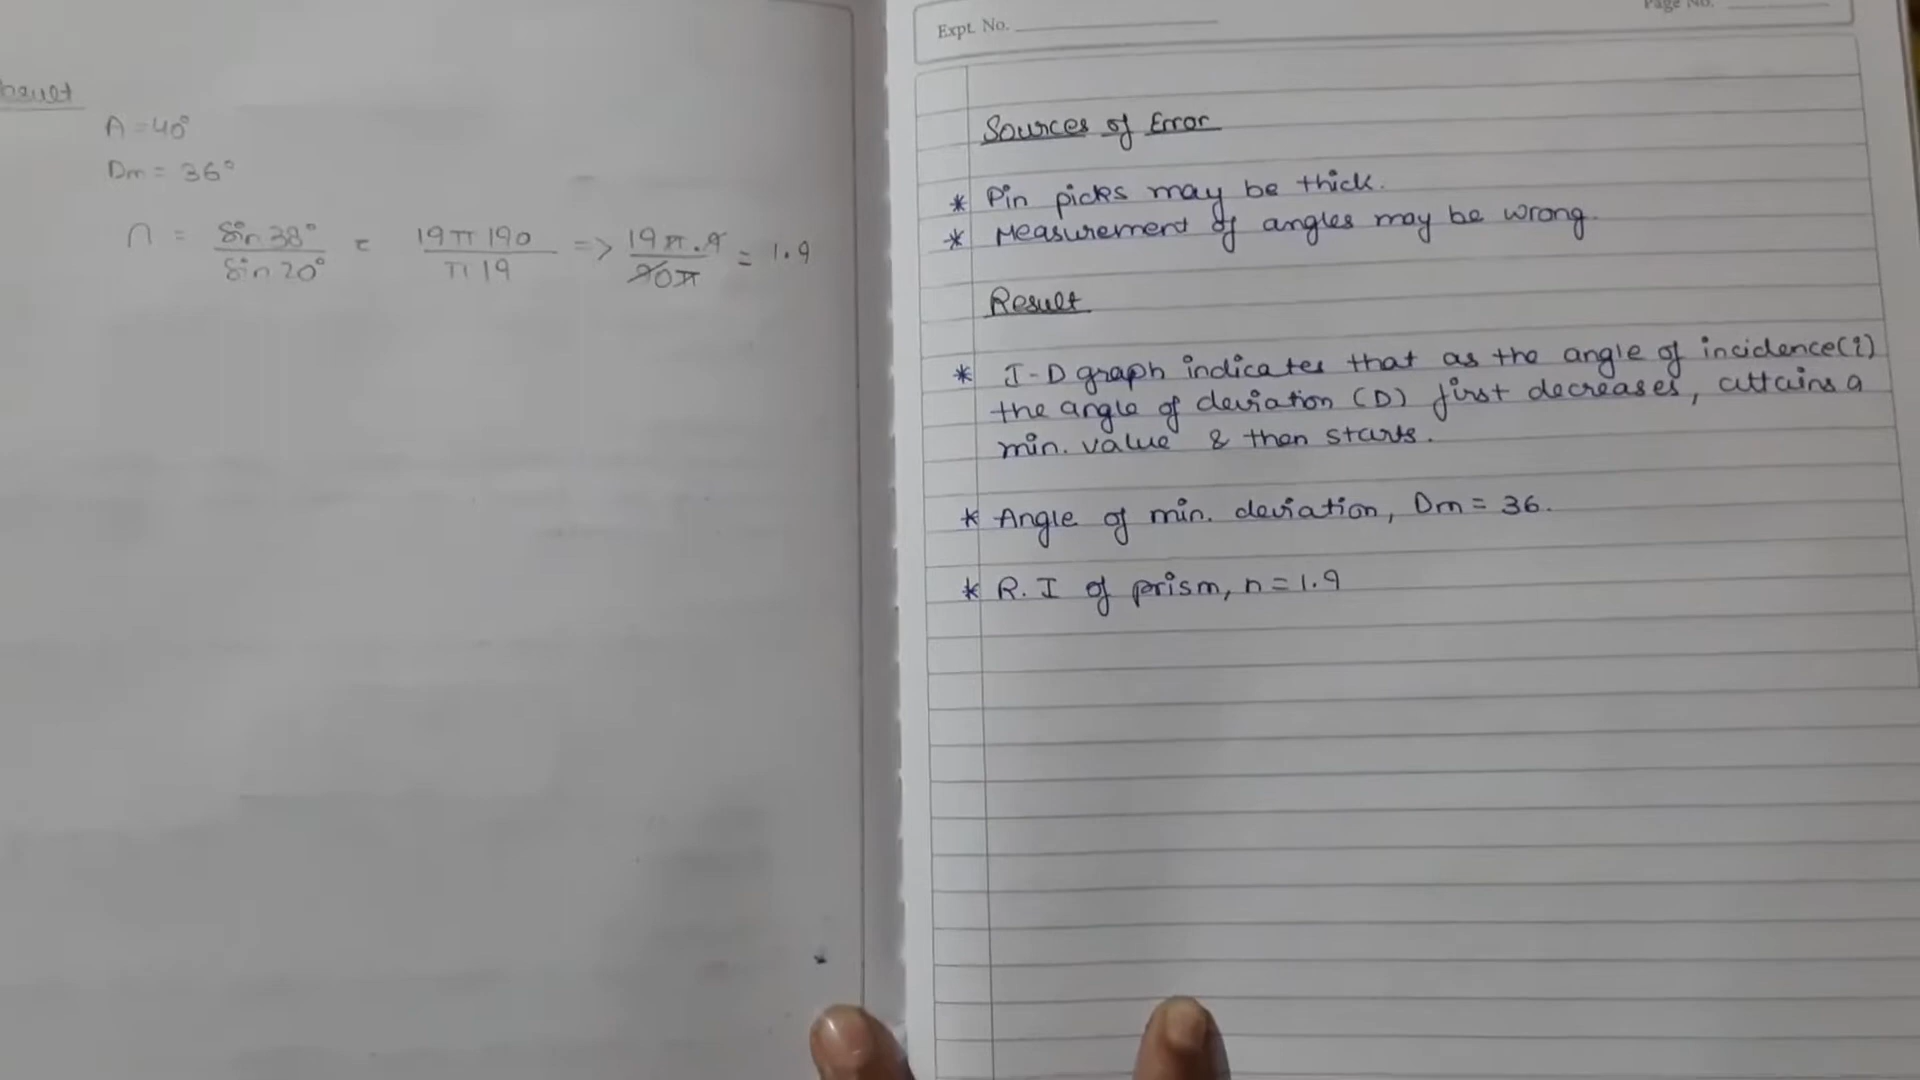 Result
A = 40°
Dm = 36°
n = sin 38° / sin 20° = 19π 190 / π 19 => 19π.9 / 90π = 1.9
Expt. No.
Page No.
Sources of Error
* Pin picks may be thick.
* Measurement of angles may be wrong.
Result
* I-D graph indicates that as the angle of incidence(i)
the angle of deviation (D) first decreases, attains a
min. value & then starts.
* Angle of min. deviation, Dm = 36.
* R.I of prism, n = 1.9